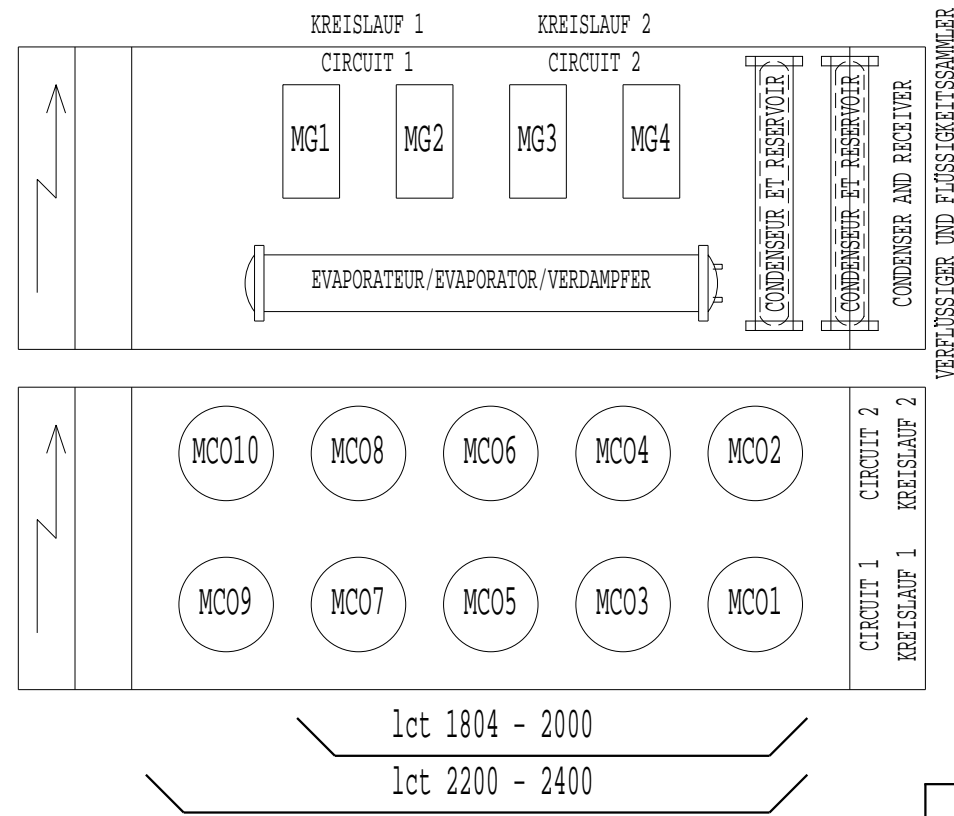 KREISLAUF 1
KREISLAUF 2
CIRCUIT 1
CIRCUIT 2
MG1
MG2
MG3
MG4
EVAPORATEUR/EVAPORATOR/VERDAMPFER
CONDENSEUR ET RESERVOIR
CONDENSEUR ET RESERVOIR
CONDENSER AND RECEIVER
VERFLÜSSIGER UND FLÜSSIGKEITSSAMMLER
MCO10
MCO8
MCO6
MCO4
MCO2
CIRCUIT 2
KREISLAUF 2
MCO9
MCO7
MCO5
MCO3
MCO1
CIRCUIT 1
KREISLAUF 1
lct 1804 - 2000
lct 2200 - 2400